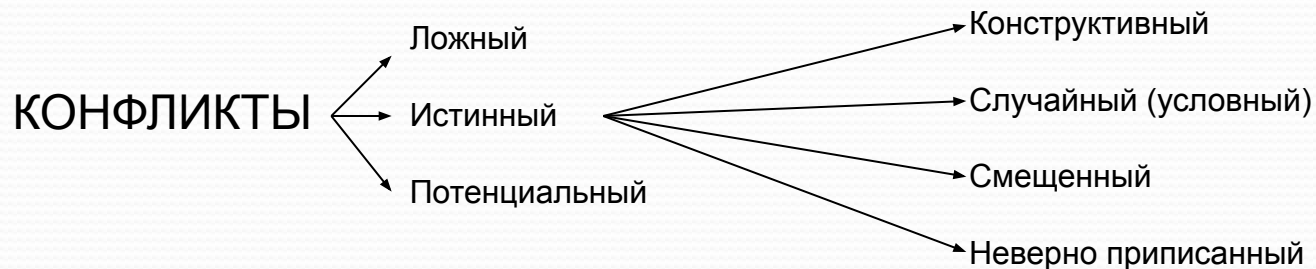 КОНФЛИКТЫ
Ложный
Истинный
Потенциальный
Конструктивный
Случайный (условный)
Смещенный
Неверно приписанный